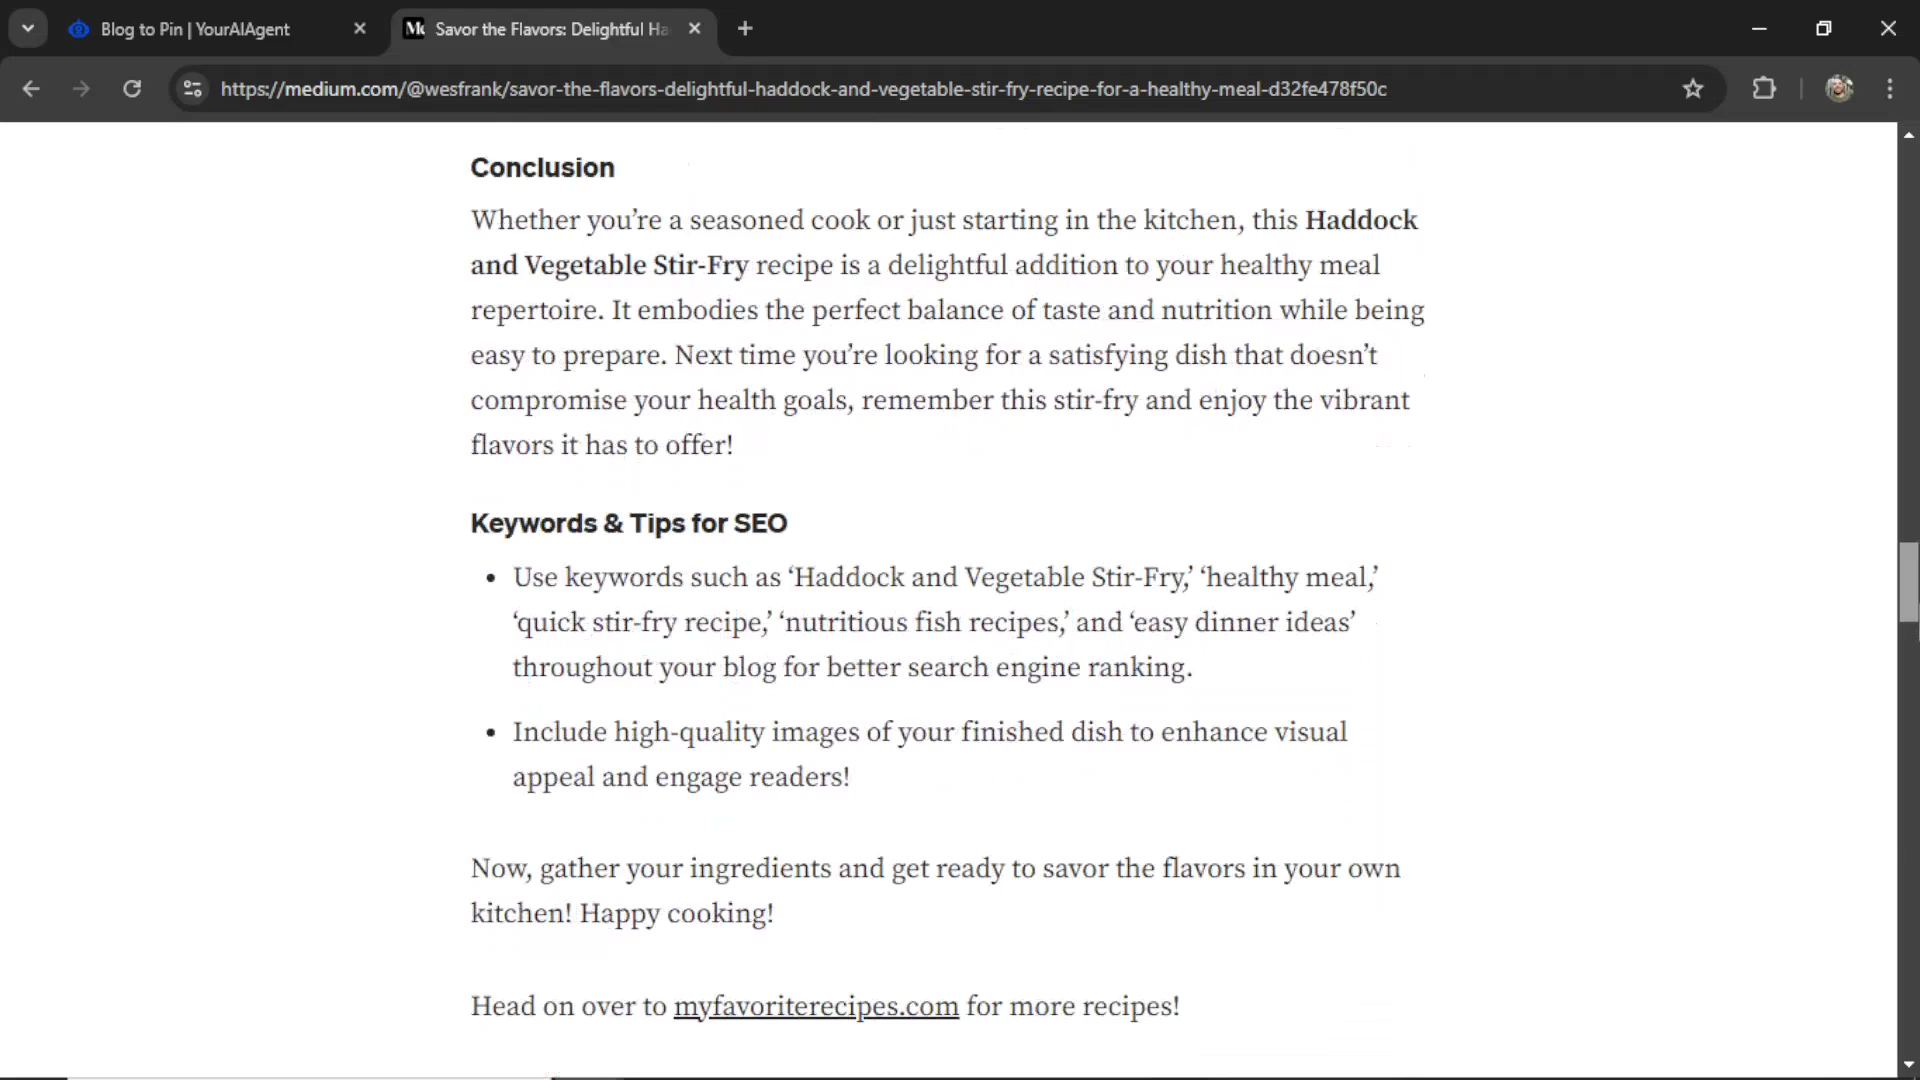 Blog to Pin | YourAIAgent
Savor the Flavors: Delightful Ha
https://medium.com/@wesfrank/savor-the-flavors-delightful-haddock-and-vegetable-stir-fry-recipe-for-a-healthy-meal-d32fe478f50c
Conclusion
Whether you’re a seasoned cook or just starting in the kitchen, this Haddock
and Vegetable Stir-Fry recipe is a delightful addition to your healthy meal
repertoire. It embodies the perfect balance of taste and nutrition while being
easy to prepare. Next time you’re looking for a satisfying dish that doesn’t
compromise your health goals, remember this stir-fry and enjoy the vibrant
flavors it has to offer!
Keywords & Tips for SEO
• Use keywords such as ‘Haddock and Vegetable Stir-Fry,’ ‘healthy meal,’
‘quick stir-fry recipe,’ ‘nutritious fish recipes,’ and ‘easy dinner ideas’
throughout your blog for better search engine ranking.
• Include high-quality images of your finished dish to enhance visual
appeal and engage readers!
Now, gather your ingredients and get ready to savor the flavors in your own
kitchen! Happy cooking!
Head on over to myfavoriterecipes.com for more recipes!